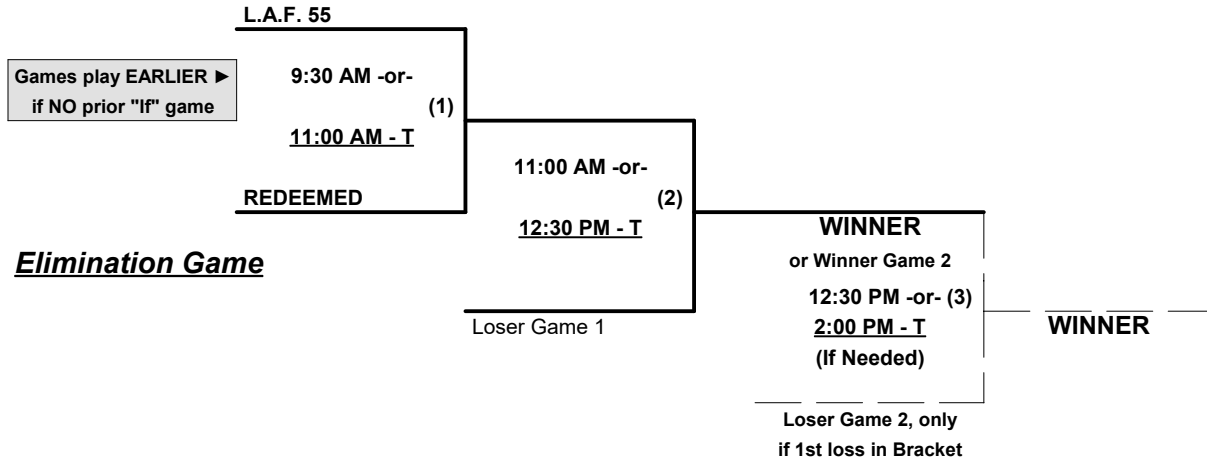 L.A.F. 55
Games play EARLIER ►
if NO prior "If" game
9:30 AM -or-
(1)
11:00 AM - T
REDEEMED
11:00 AM -or-
(2)
12:30 PM - T
Elimination Game
Loser Game 1
WINNER
or Winner Game 2
12:30 PM -or- (3)
2:00 PM - T
(If Needed)
WINNER
Loser Game 2, only
if 1st loss in Bracket